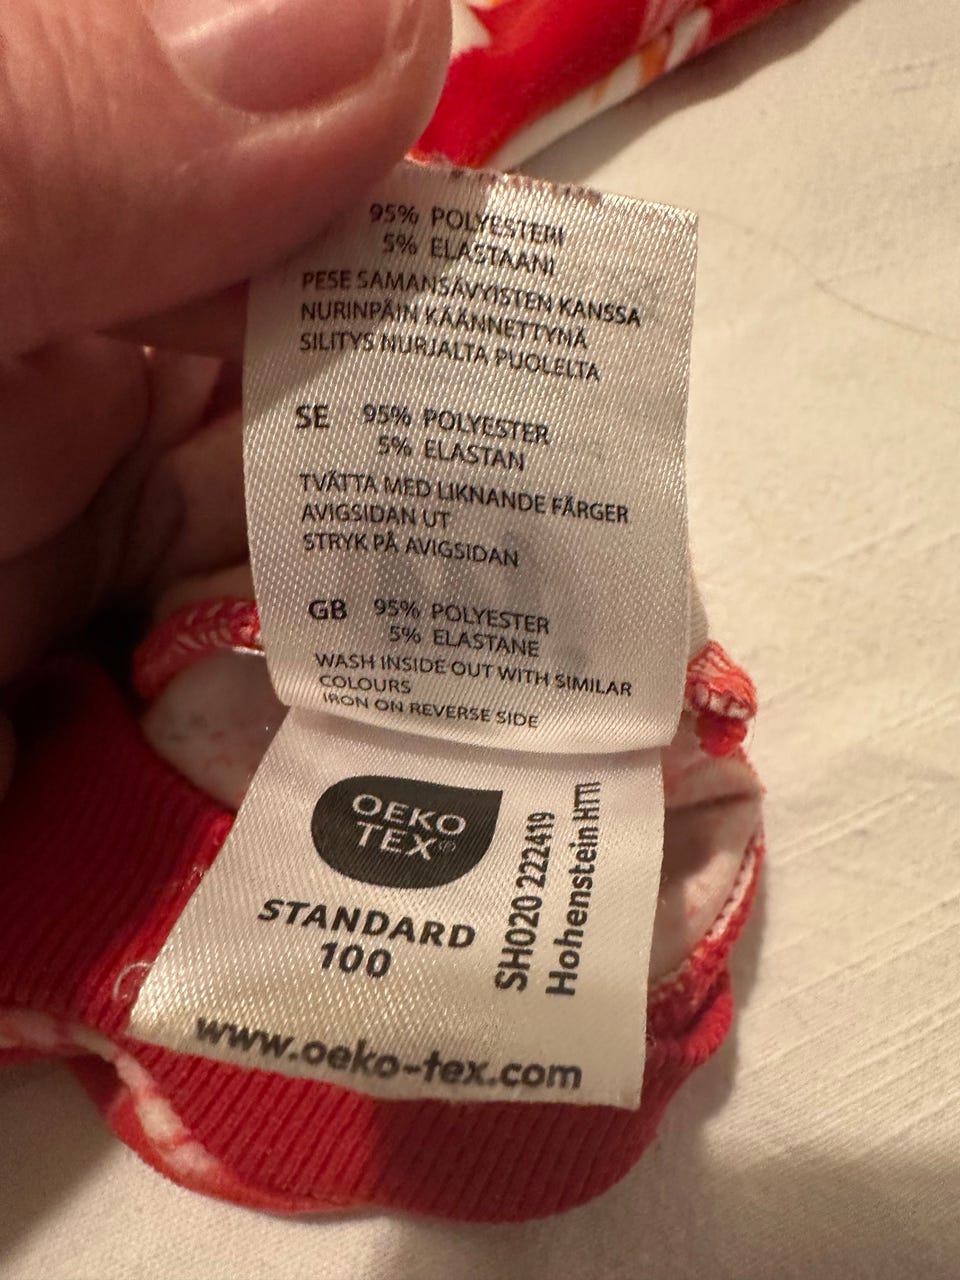 95% POLYESTERI
5% ELASTAANI
PESE SAMANSÄVYISTEN KANSSA
NURINPÄIN KÄÄNNETTYNÄ
SILITYS NURJALTA PUOLELTA
SE 95% POLYESTER
5% ELASTAN
TVÄTTA MED LIKNANDE FÄRGER
AVIGSIDAN UT
STRYK PÅ AVIGSIDAN
GB 95% POLYESTER
5% ELASTANE
WASH INSIDE OUT WITH SIMILAR
COLOURS
IRON ON REVERSE SIDE
OEKO
TEX®
STANDARD
100
SHO20 222419
Hohenstein HTTI
www.oeko-tex.com